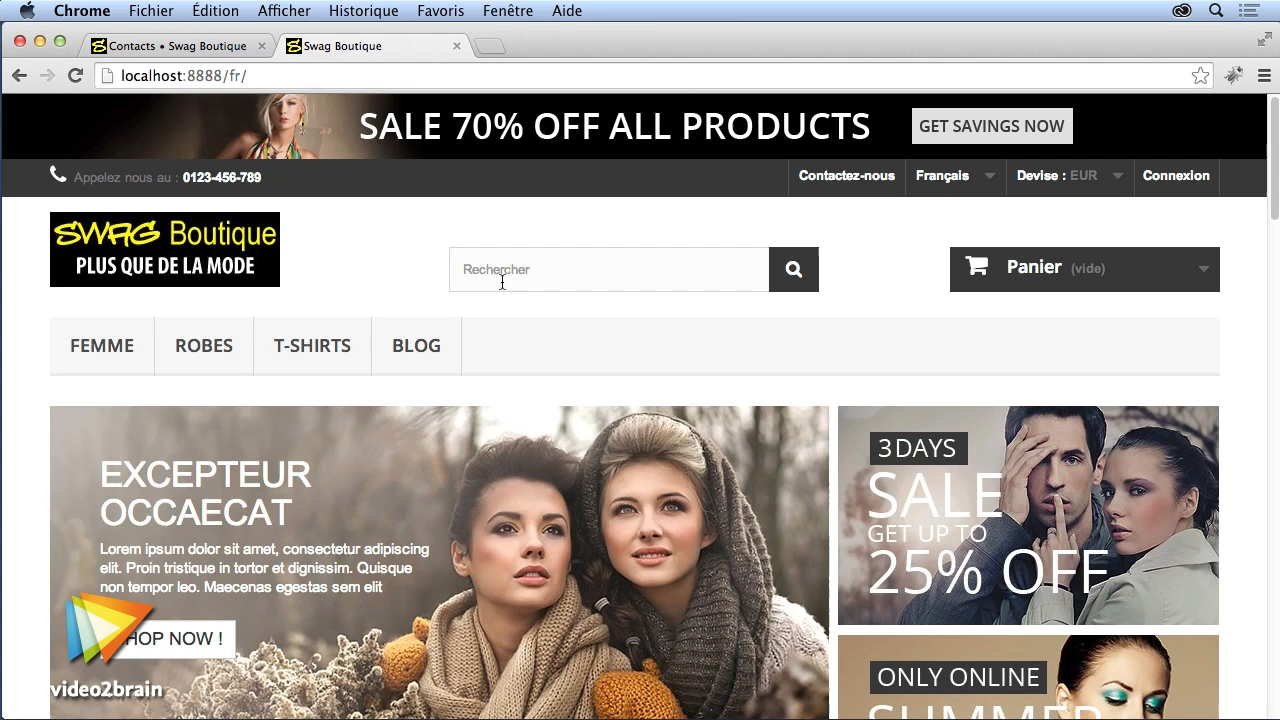 Chrome Fichier Édition Afficher Historique Favoris Fenêtre Aide
Contacts • Swag Boutique
Swag Boutique
localhost:8888/fr/
SALE 70% OFF ALL PRODUCTS
GET SAVINGS NOW
Appelez nous au : 0123-456-789
Contactez-nous
Français
Devise : EUR
Connexion
SWAG Boutique
PLUS QUE DE LA MODE
Rechercher
Panier (vide)
FEMME
ROBES
T-SHIRTS
BLOG
EXCEPTEUR
OCCAECAT
Lorem ipsum dolor sit amet, consectetur adipiscing
elit. Proin tristique in tortor et dignissim. Quisque
non tempor leo. Maecenas egestas sem elit
HOP NOW !
video2brain
3 DAYS
SALE
GET UP TO
25% OFF
ONLY ONLINE
SUMMER